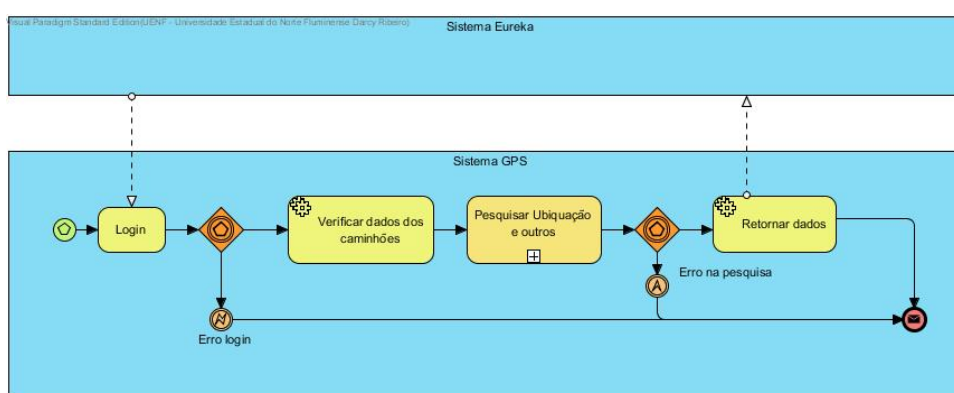 Visual Paradigm Standard Edition(UENF - Universidade Estadual do Norte Fluminense Darcy Ribeiro)
Sistema Eureka
Sistema GPS
Login
Verificar dados dos
caminhões
Pesquisar Ubiquação
e outros
Retornar dados
Erro na pesquisa
Erro login